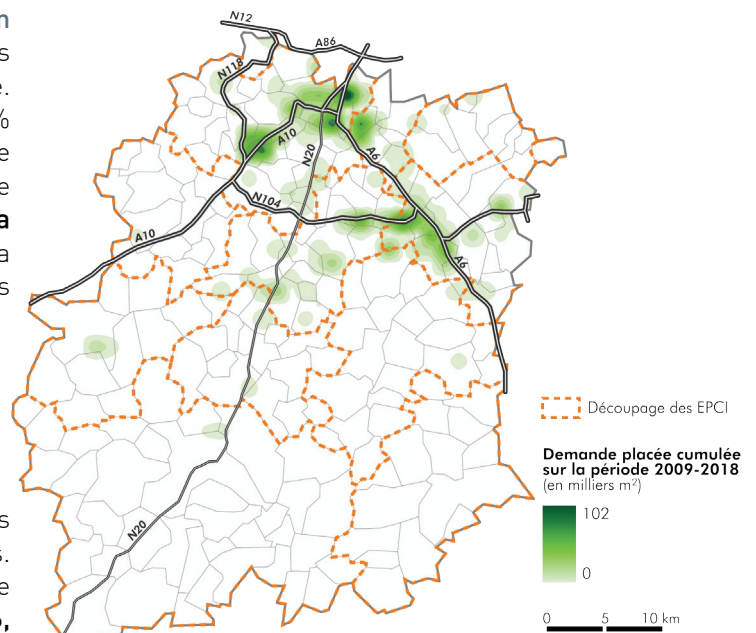 n
s
e.
%
e
e
a
a
s
s
s.
e
o,
N12
A86
N118
A10
N20
A6
N104
A10
A6
N20
Découpage des EPCI
Demande placée cumulée
sur la période 2009-2018
(en milliers m²)
102
0
0 5 10 km